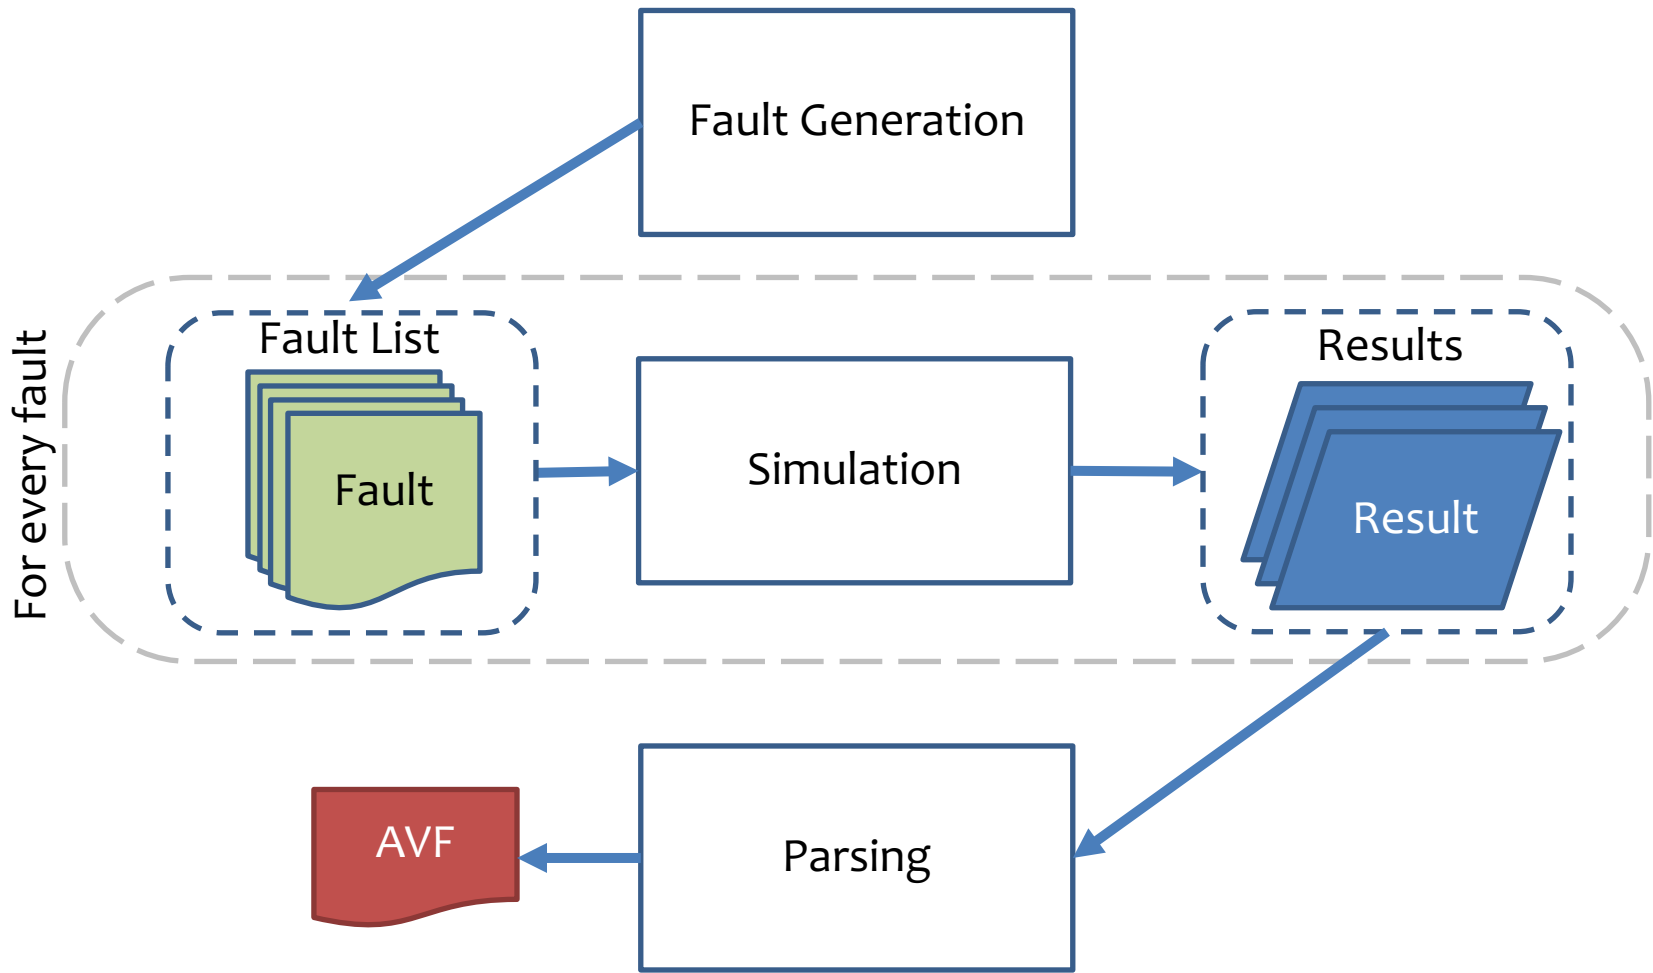 Fault Generation
For every fault
Fault List
Fault
Simulation
Results
Result
AVF
Parsing